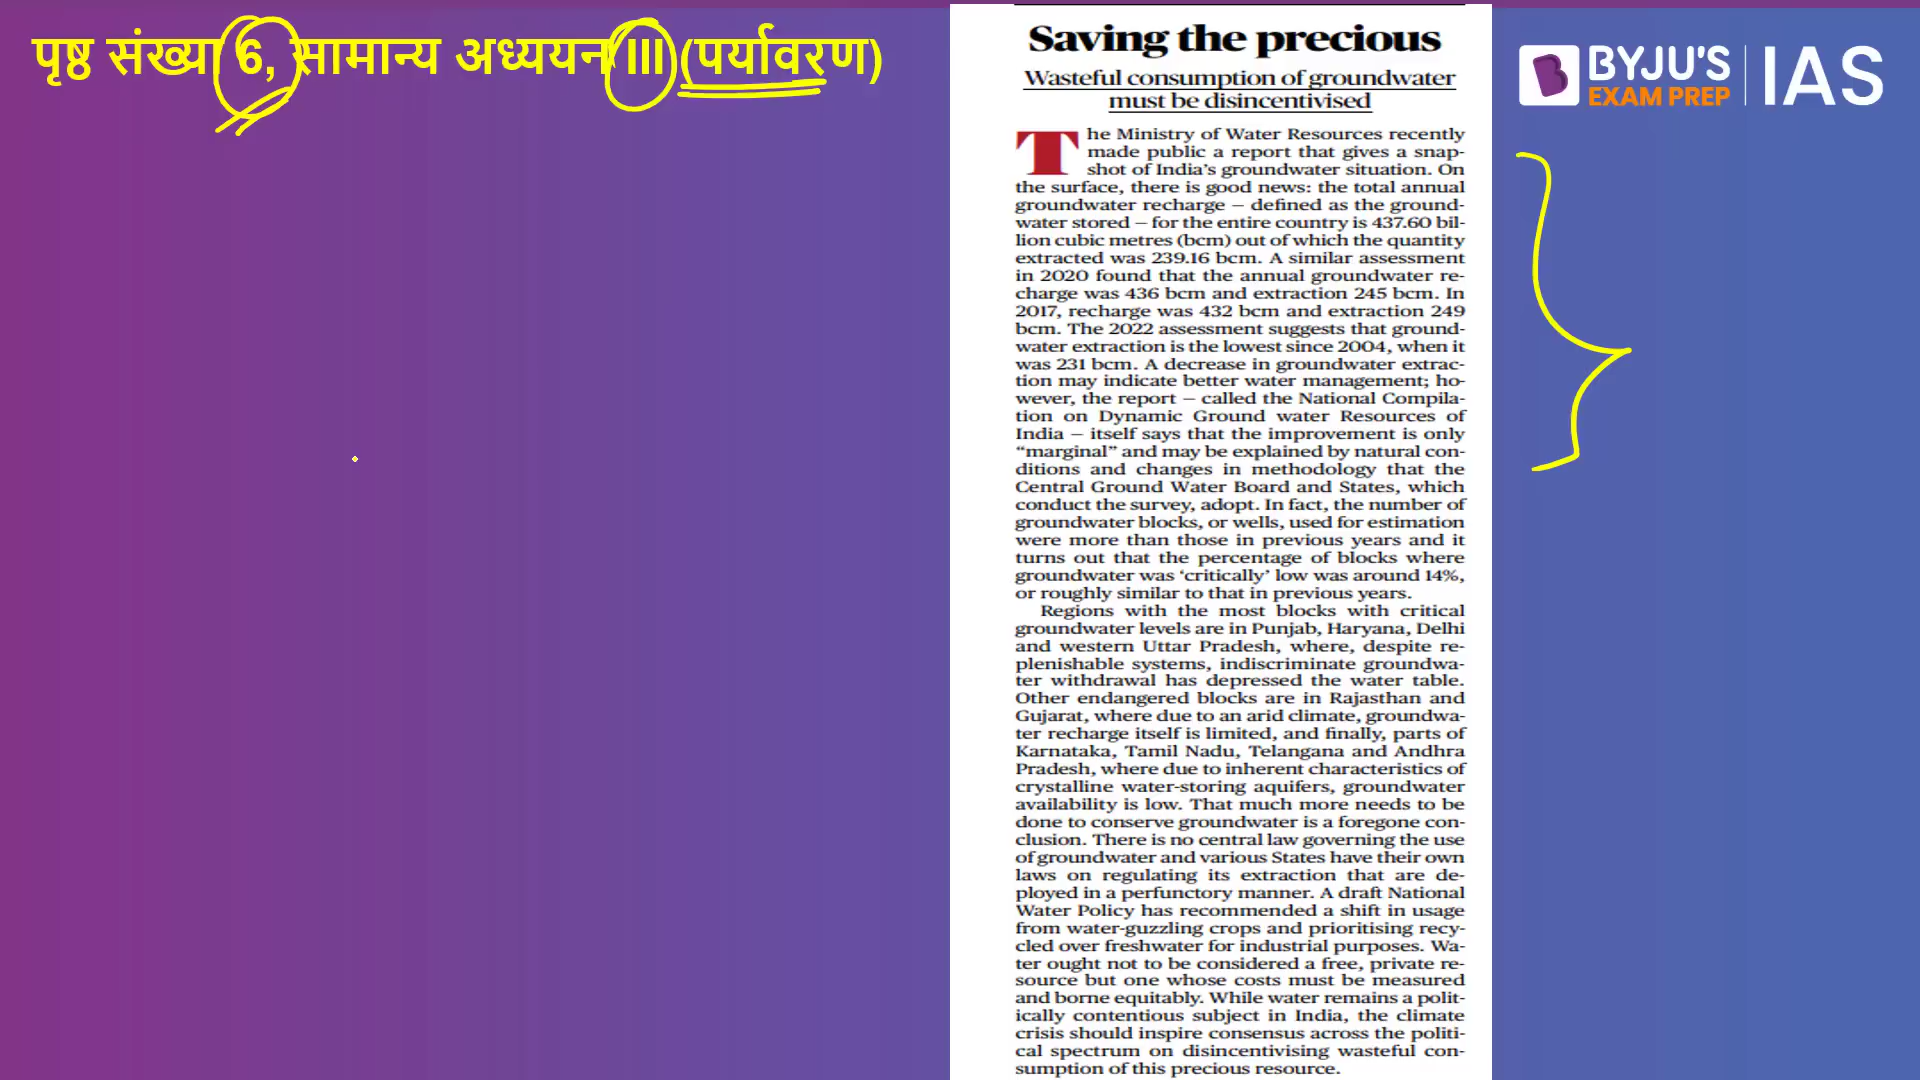 पृष्ठ संख्या 6, सामान्य अध्ययन III (पर्यावरण)
BYJU'S
EXAM PREP
IAS
Saving the precious
Wasteful consumption of groundwater
must be disincentivised
The Ministry of Water Resources recently
made public a report that gives a snap-
shot of India's groundwater situation. On
the surface, there is good news: the total annual
groundwater recharge – defined as the ground-
water stored – for the entire country is 437.60 bil-
lion cubic metres (bcm) out of which the quantity
extracted was 239.16 bcm. A similar assessment
in 2020 found that the annual groundwater re-
charge was 436 bcm and extraction 245 bcm. In
2017, recharge was 432 bcm and extraction 249
bcm. The 2022 assessment suggests that ground-
water extraction is the lowest since 2004, when it
was 231 bcm. A decrease in groundwater extrac-
tion may indicate better water management; ho-
wever, the report – called the National Compila-
tion on Dynamic Ground water Resources of
India – itself says that the improvement is only
“marginal” and may be explained by natural con-
ditions and changes in methodology that the
Central Ground Water Board and States, which
conduct the survey, adopt. In fact, the number of
groundwater blocks, or wells, used for estimation
were more than those in previous years and it
turns out that the percentage of blocks where
groundwater was ‘critically’ low was around 14%,
or roughly similar to that in previous years.
Regions with the most blocks with critical
groundwater levels are in Punjab, Haryana, Delhi
and western Uttar Pradesh, where, despite re-
plenishable systems, indiscriminate groundwa-
ter withdrawal has depressed the water table.
Other endangered blocks are in Rajasthan and
Gujarat, where due to an arid climate, groundwa-
ter recharge itself is limited, and finally, parts of
Karnataka, Tamil Nadu, Telangana and Andhra
Pradesh, where due to inherent characteristics of
crystalline water-storing aquifers, groundwater
availability is low. That much more needs to be
done to conserve groundwater is a foregone con-
clusion. There is no central law governing the use
of groundwater and various States have their own
laws on regulating its extraction that are de-
ployed in a perfunctory manner. A draft National
Water Policy has recommended a shift in usage
from water-guzzling crops and prioritising recy-
cled over freshwater for industrial purposes. Wa-
ter ought not to be considered a free, private re-
source but one whose costs must be measured
and borne equitably. While water remains a polit-
ically contentious subject in India, the climate
crisis should inspire consensus across the politi-
cal spectrum on disincentivising wasteful con-
sumption of this precious resource.